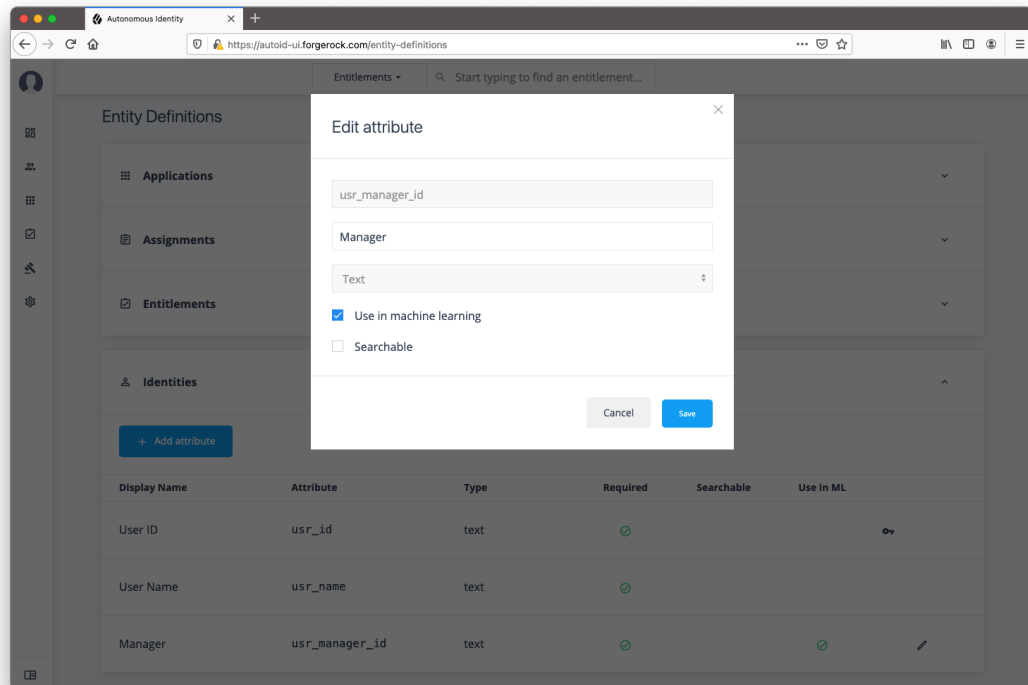 Autonomous Identity
https://autoid-ui.forgerock.com/entity-definitions
Entitlements
Start typing to find an entitlement...
Entity Definitions
Applications
Assignments
Entitlements
Identities
+ Add attribute
Edit attribute
usr_manager_id
Manager
Text
Use in machine learning
Searchable
Cancel Save
Display Name Attribute Type Required Searchable Use in ML
User ID usr_id text
User Name usr_name text
Manager usr_manager_id text